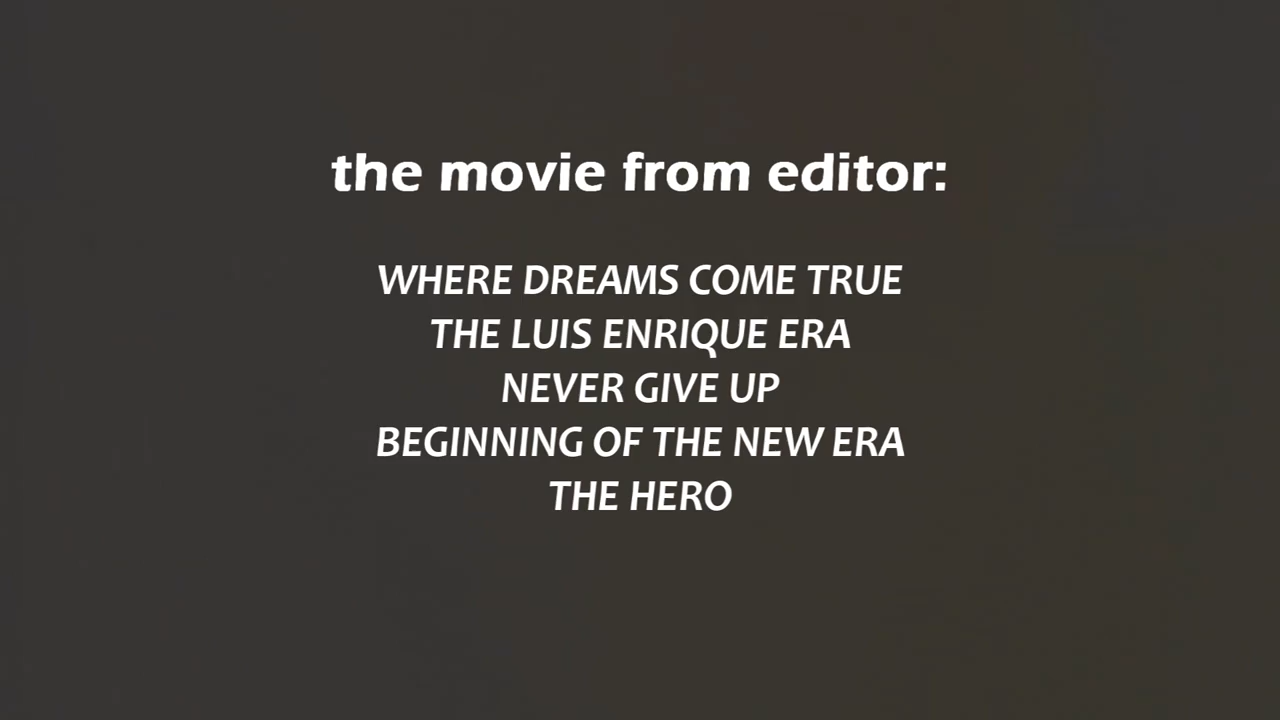 the movie from editor:
WHERE DREAMS COME TRUE
THE LUIS ENRIQUE ERA
NEVER GIVE UP
BEGINNING OF THE NEW ERA
THE HERO